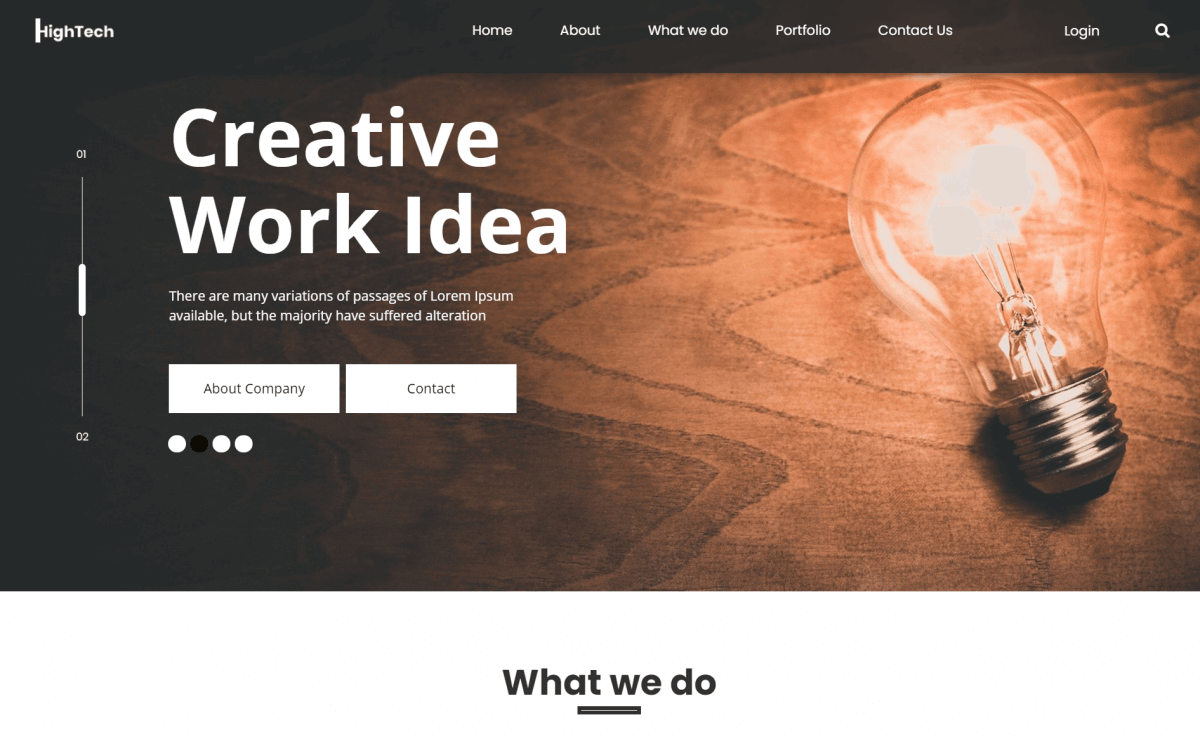 HighTech
Home About What we do Portfolio Contact Us Login
01
Creative
Work Idea
There are many variations of passages of Lorem Ipsum
available, but the majority have suffered alteration
About Company Contact
02
What we do